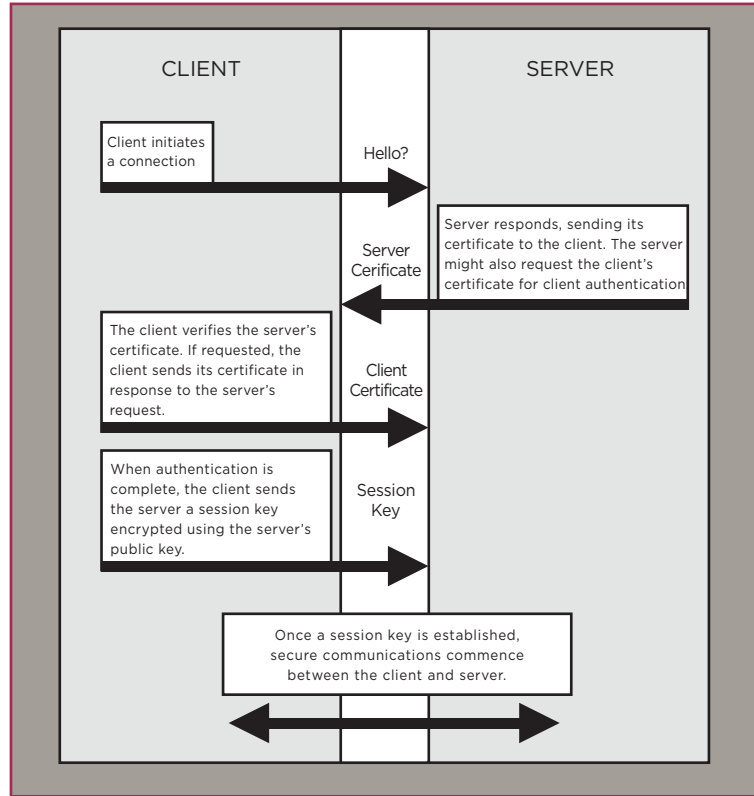 CLIENT
SERVER
Client initiates
a connection
Hello?
Server responds, sending its
certificate to the client. The server
might also request the client’s
certificate for client authentication
Server
Cerificate
The client verifies the server’s
certificate. If requested, the
client sends its certificate in
response to the server’s
request.
Client
Certificate
When authentication is
complete, the client sends
the server a session key
encrypted using the server’s
public key.
Session
Key
Once a session key is established,
secure communications commence
between the client and server.